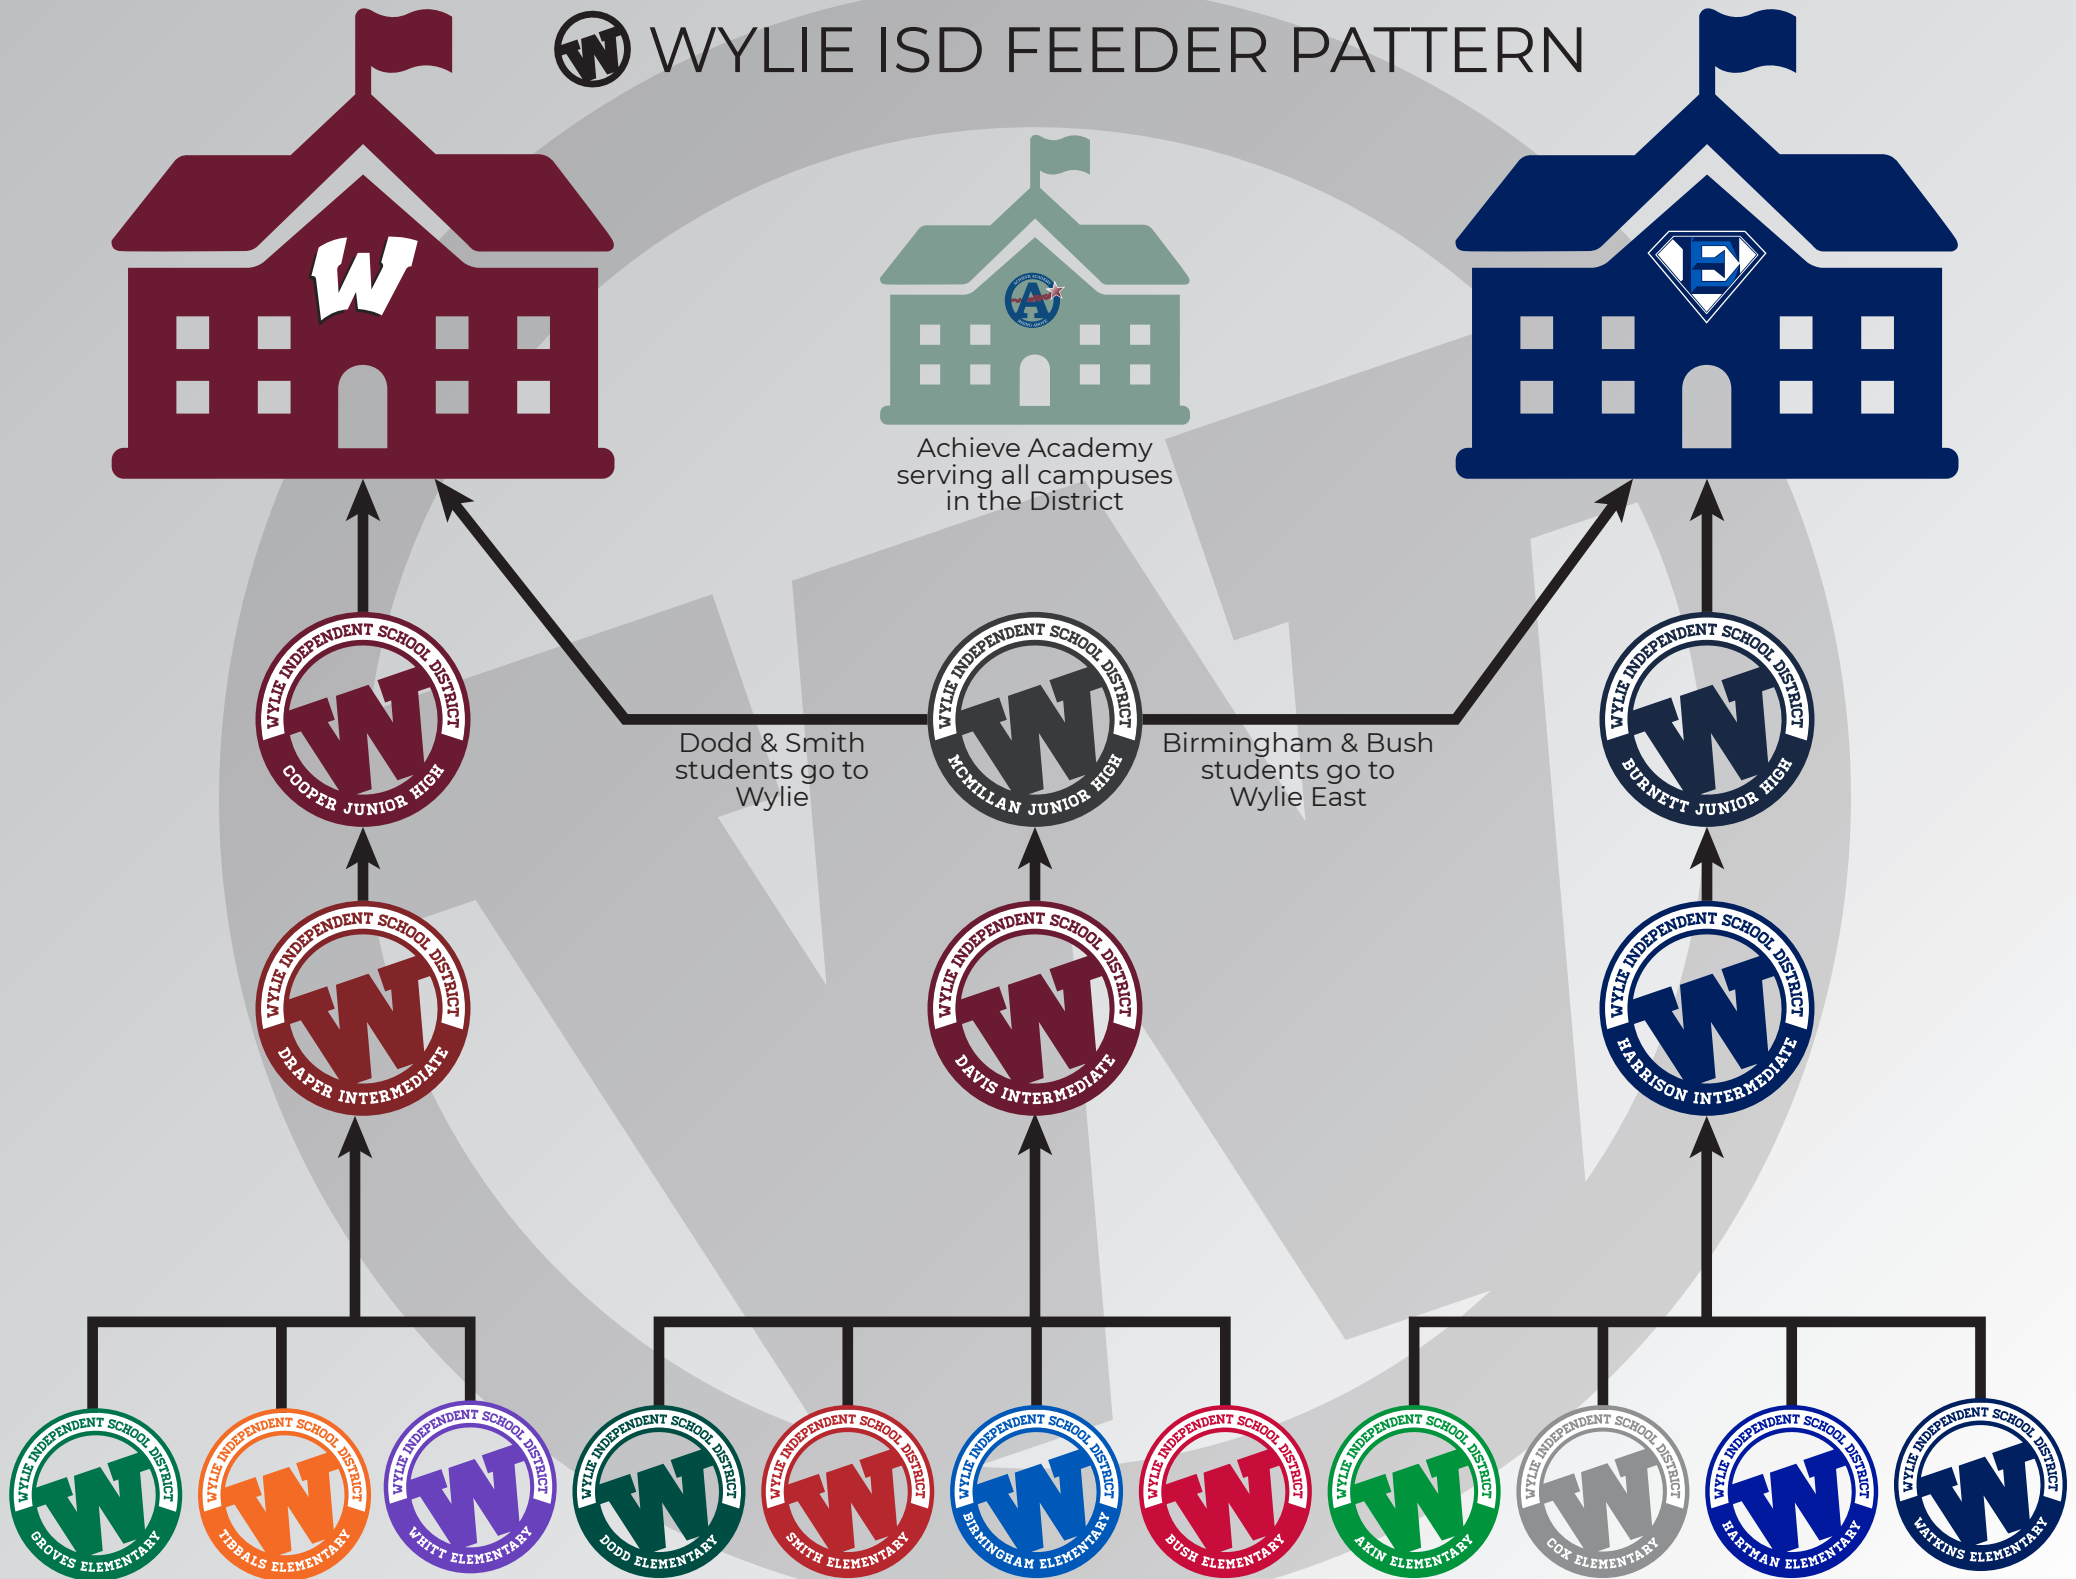 W WYLIE ISD FEEDER PATTERN
W
A
E
Achieve Academy
serving all campuses
in the District
WYLIE INDEPENDENT SCHOOL DISTRICT
W
COOPER JUNIOR HIGH
WYLIE INDEPENDENT SCHOOL DISTRICT
W
MCMILLAN JUNIOR HIGH
WYLIE INDEPENDENT SCHOOL DISTRICT
W
BURNETT JUNIOR HIGH
Dodd & Smith
students go to
Wylie
Birmingham & Bush
students go to
Wylie East
WYLIE INDEPENDENT SCHOOL DISTRICT
W
DRAPER INTERMEDIATE
WYLIE INDEPENDENT SCHOOL DISTRICT
W
DAVIS INTERMEDIATE
WYLIE INDEPENDENT SCHOOL DISTRICT
W
HARRISON INTERMEDIATE
WYLIE INDEPENDENT SCHOOL DISTRICT
W
GROVES ELEMENTARY
WYLIE INDEPENDENT SCHOOL DISTRICT
W
TIBBALS ELEMENTARY
WYLIE INDEPENDENT SCHOOL DISTRICT
W
WHITT ELEMENTARY
WYLIE INDEPENDENT SCHOOL DISTRICT
W
DODD ELEMENTARY
WYLIE INDEPENDENT SCHOOL DISTRICT
W
SMITH ELEMENTARY
WYLIE INDEPENDENT SCHOOL DISTRICT
W
BIRMINGHAM ELEMENTARY
WYLIE INDEPENDENT SCHOOL DISTRICT
W
BUSH ELEMENTARY
WYLIE INDEPENDENT SCHOOL DISTRICT
W
AKIN ELEMENTARY
WYLIE INDEPENDENT SCHOOL DISTRICT
W
COX ELEMENTARY
WYLIE INDEPENDENT SCHOOL DISTRICT
W
HARTMAN ELEMENTARY
WYLIE INDEPENDENT SCHOOL DISTRICT
W
WATKINS ELEMENTARY